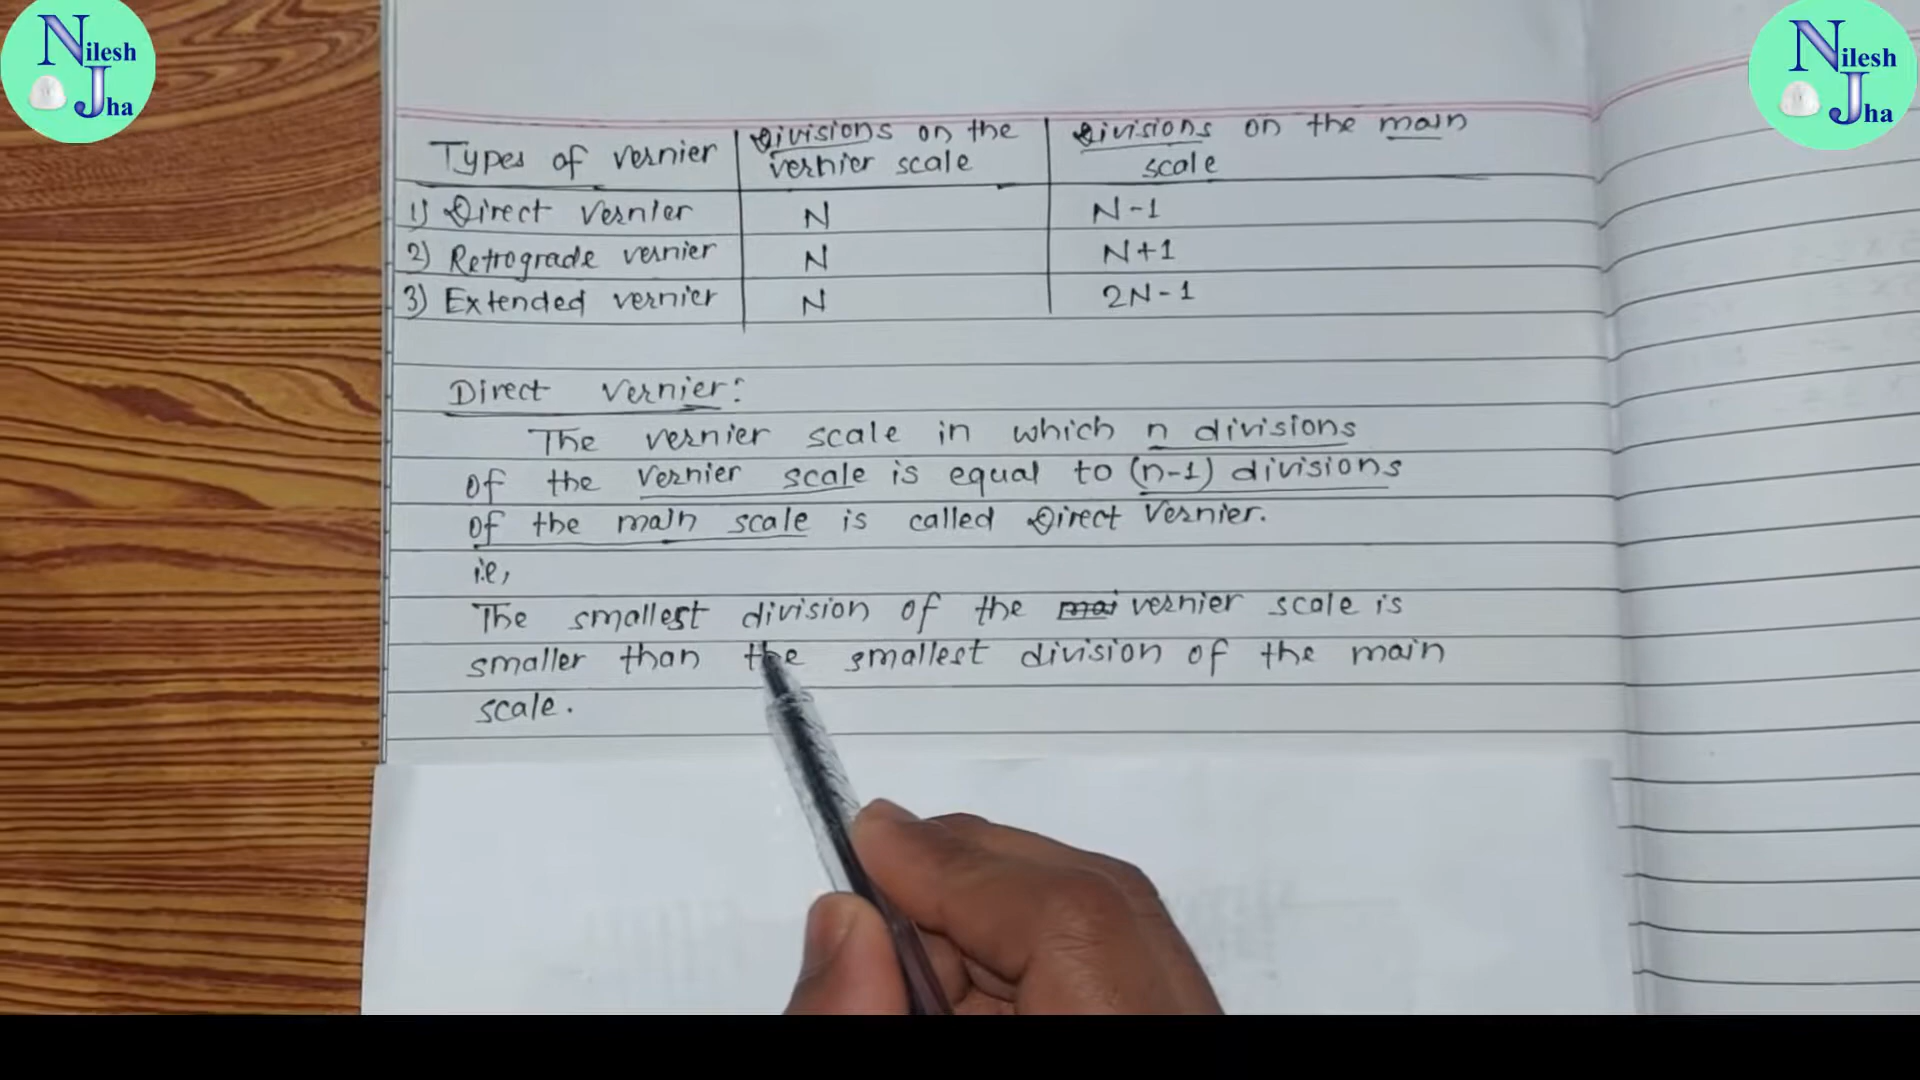 Nilesh Jha
Nilesh Jha
Types of vernier | Divisions on the vernier scale | Divisions on the main scale
1) Direct Vernier | N | N-1
2) Retrograde vernier | N | N+1
3) Extended vernier | N | 2N-1
Direct Vernier:
The vernier scale in which n divisions
of the vernier scale is equal to (n-1) divisions
of the main scale is called Direct Vernier.
i.e,
The smallest division of the mai vernier scale is
smaller than the smallest division of the main
scale.